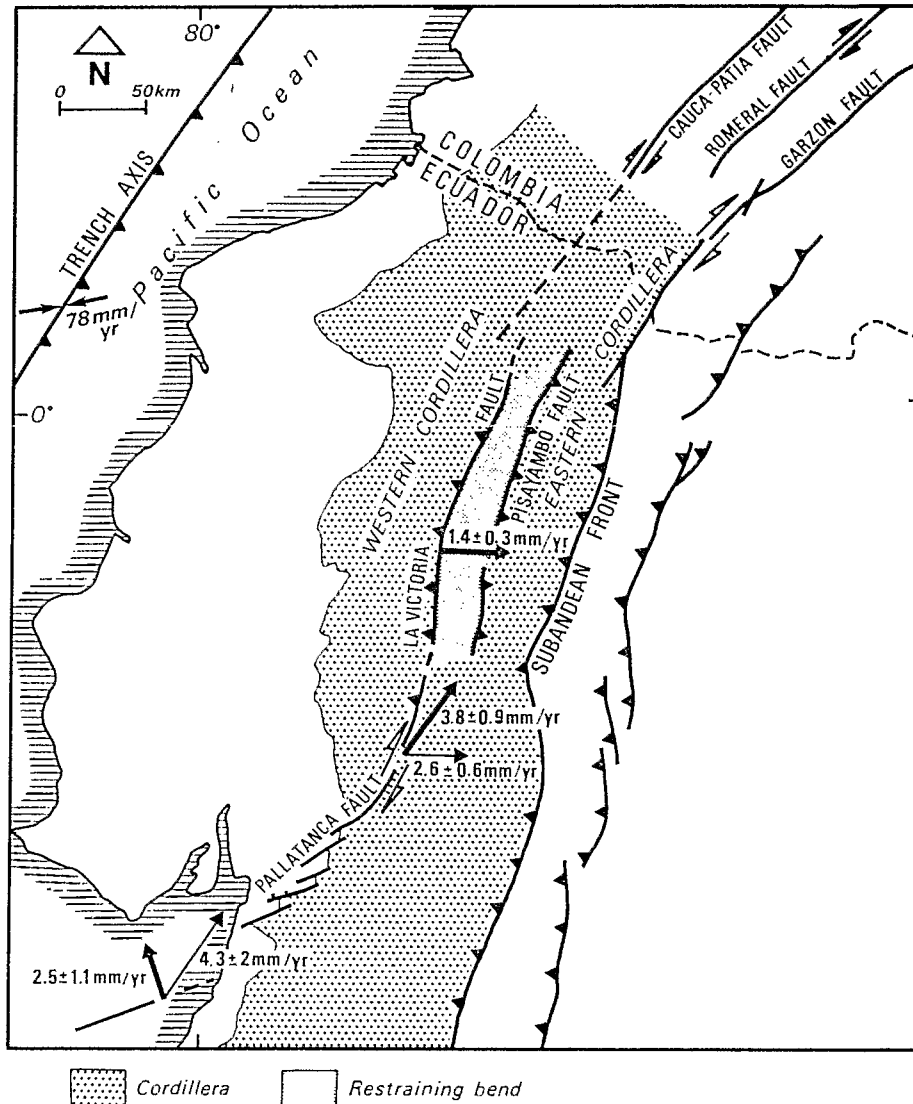 80°
N
0 50km
TRENCH AXIS
Pacific Ocean
78mm/
yr
0°
COLOMBIA
ECUADOR
CAUCA-PATIA FAULT
ROMERAL FAULT
GARZON FAULT
WESTERN CORDILLERA
EASTERN CORDILLERA
LA VICTORIA FAULT
PISAYAMBO FAULT
SUBANDEAN FRONT
1.4±0.3mm/yr
3.8±0.9mm/yr
2.6±0.6mm/yr
PALLATANCA FAULT
4.3±2mm/yr
2.5±1.1mm/yr
Cordillera
Restraining bend